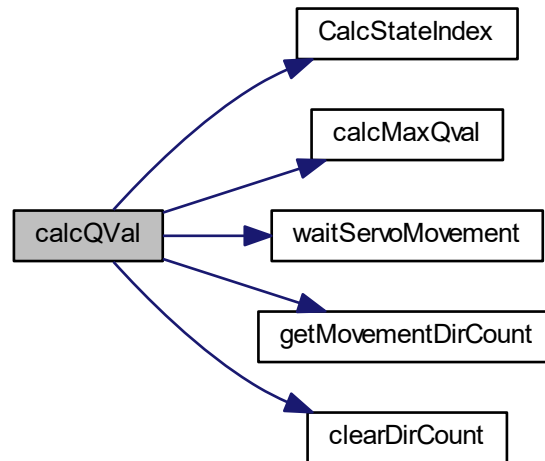 CalcStateIndex
calcMaxQval
calcQVal
waitServoMovement
getMovementDirCount
clearDirCount